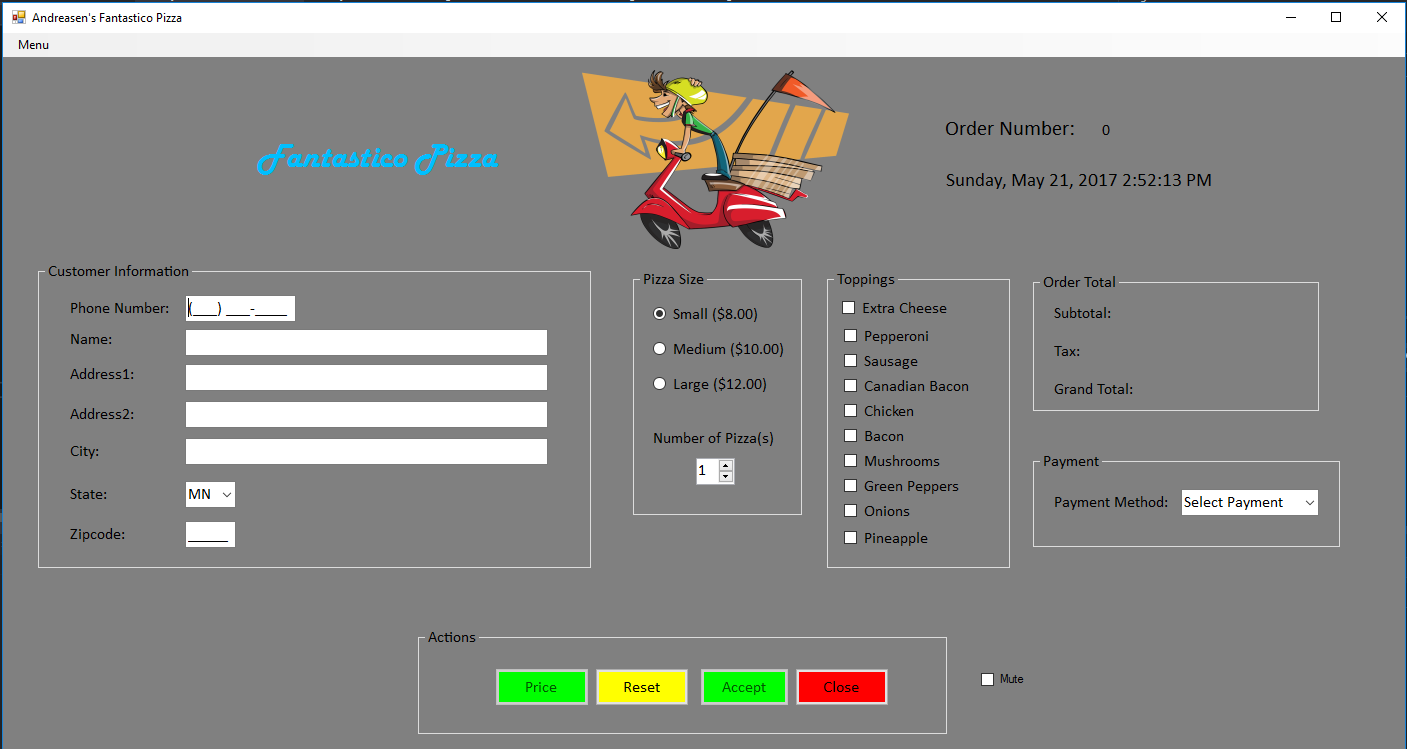 Andreasen's Fantastico Pizza
Menu
Fantastico Pizza
Order Number: 0
Sunday, May 21, 2017 2:52:13 PM
Customer Information
Phone Number: (___) ___-____
Name:
Address1:
Address2:
City:
State: MN
Zipcode: _____
Pizza Size
Small ($8.00)
Medium ($10.00)
Large ($12.00)
Number of Pizza(s)
1
Toppings
Extra Cheese
Pepperoni
Sausage
Canadian Bacon
Chicken
Bacon
Mushrooms
Green Peppers
Onions
Pineapple
Order Total
Subtotal:
Tax:
Grand Total:
Payment
Payment Method: Select Payment
Actions
Price Reset Accept Close
Mute